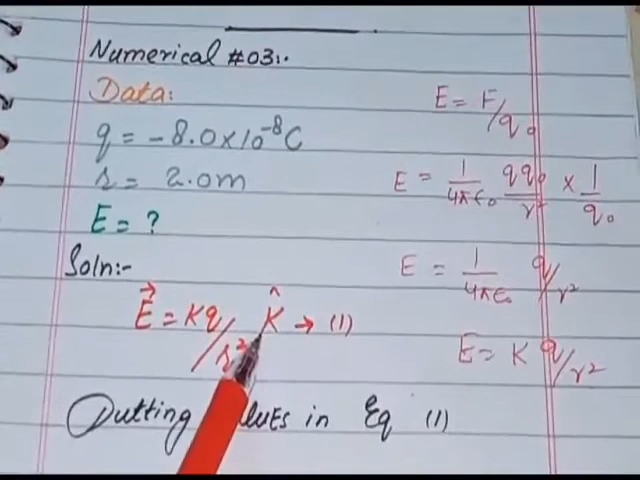 Numerical #03:.
Data:
q = -8.0×10⁻⁸C
r = 2.0m
E = ?
Soln:-
E⃗ = Kq/r² K̂ → (1)
Putting in Eq (1)
E = F/q₀
E = 1/4πε₀ qq₀/r² × 1/q₀
E = 1/4πε₀ q/r²
E = K q/r²